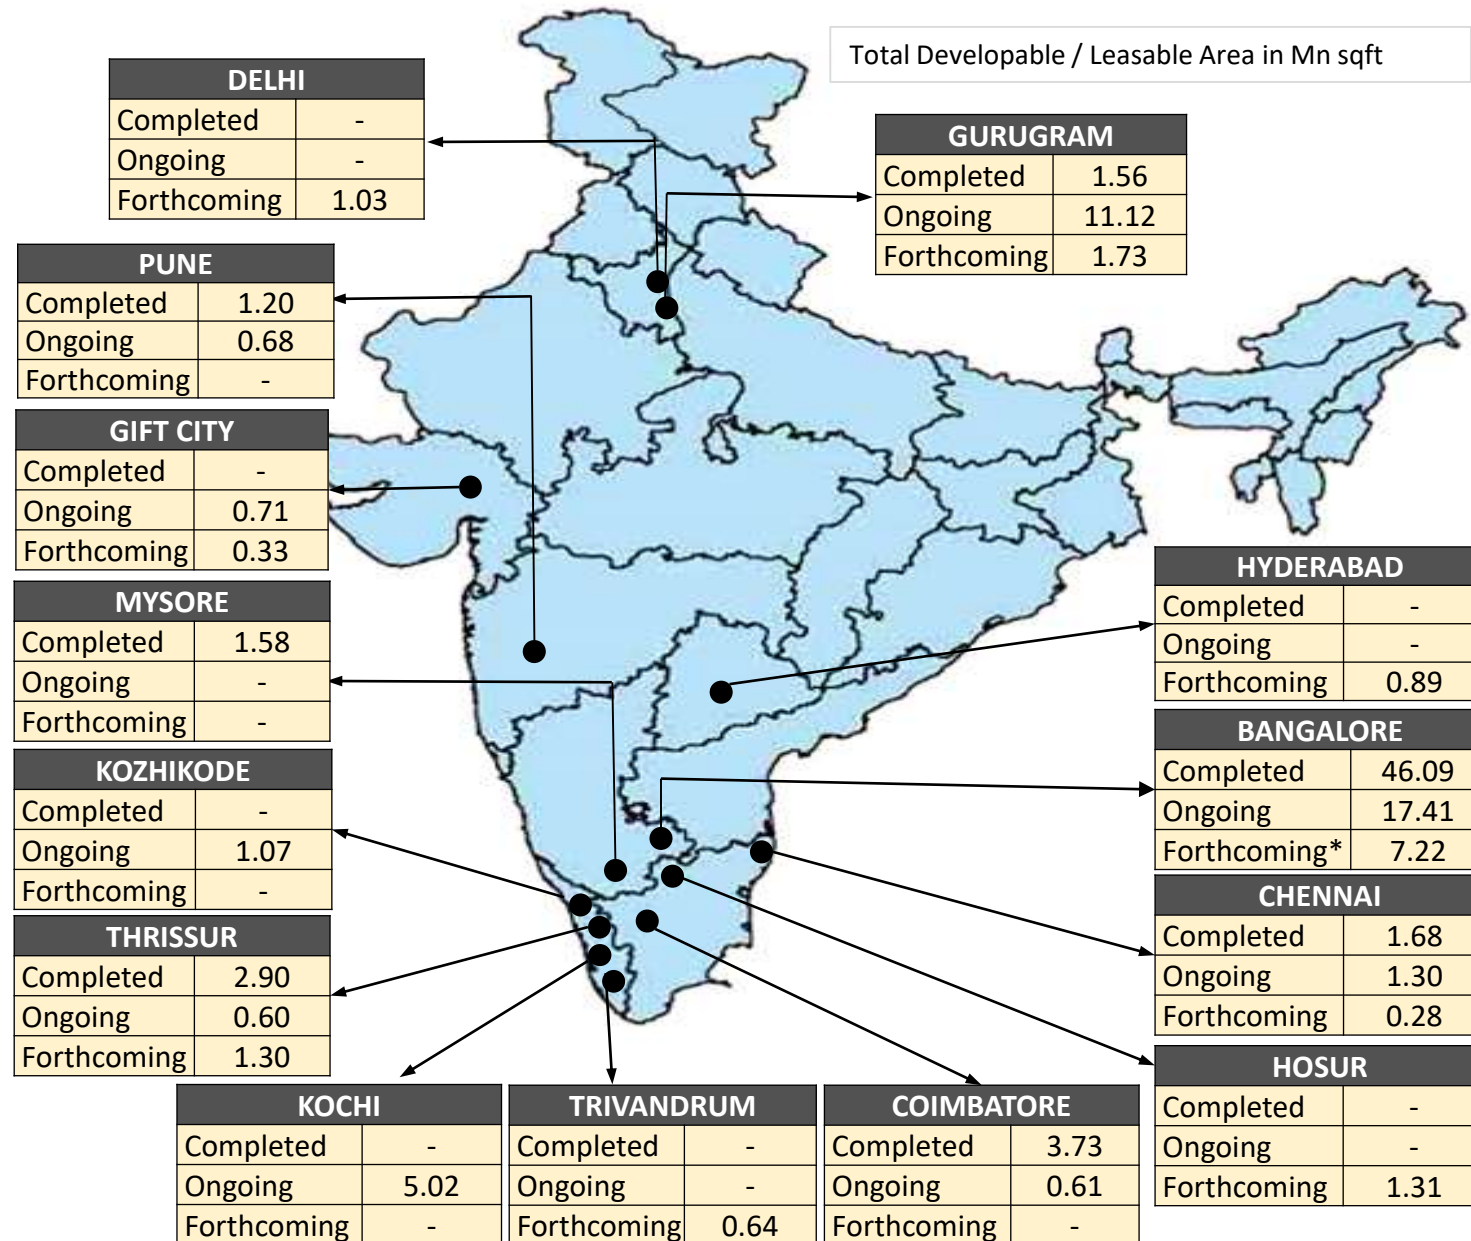 Total Developable / Leasable Area in Mn sqft
DELHI
Completed -
Ongoing -
Forthcoming 1.03
GURUGRAM
Completed 1.56
Ongoing 11.12
Forthcoming 1.73
PUNE
Completed 1.20
Ongoing 0.68
Forthcoming -
GIFT CITY
Completed -
Ongoing 0.71
Forthcoming 0.33
MYSORE
Completed 1.58
Ongoing -
Forthcoming -
KOZHIKODE
Completed -
Ongoing 1.07
Forthcoming -
THRISSUR
Completed 2.90
Ongoing 0.60
Forthcoming 1.30
HYDERABAD
Completed -
Ongoing -
Forthcoming 0.89
BANGALORE
Completed 46.09
Ongoing 17.41
Forthcoming* 7.22
CHENNAI
Completed 1.68
Ongoing 1.30
Forthcoming 0.28
HOSUR
Completed -
Ongoing -
Forthcoming 1.31
KOCHI
Completed -
Ongoing 5.02
Forthcoming -
TRIVANDRUM
Completed -
Ongoing -
Forthcoming 0.64
COIMBATORE
Completed 3.73
Ongoing 0.61
Forthcoming -